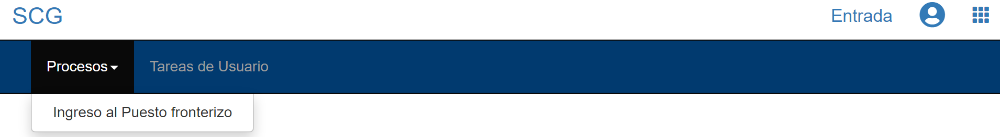 SCG
Entrada
Procesos
Tareas de Usuario
Ingreso al Puesto fronterizo